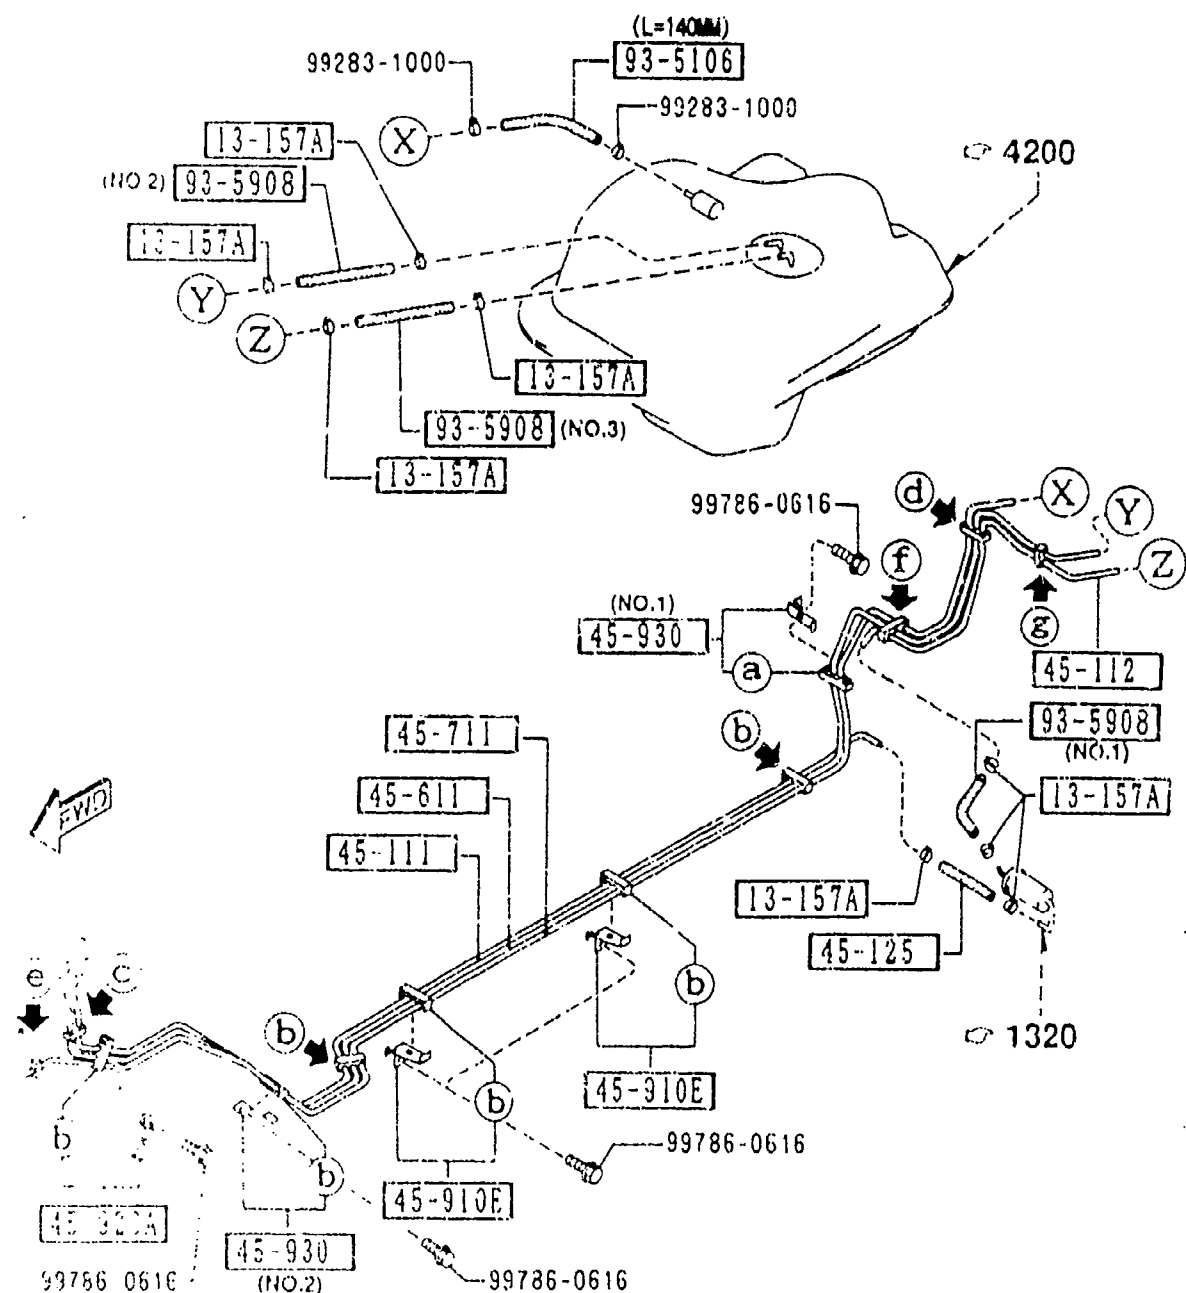 (L=140MM)
99283-1000
93-5106
99283-1000
X
13-157A
4200
(NO.2) 93-5908
13-157A
Y
Z
13-157A
93-5908 (NO.3)
13-157A
99786-0616
d
X
Y
f
Z
(NO.1)
45-930
g
a
45-112
93-5908
(NO.1)
b
45-711
45-611
13-157A
FWD
45-111
13-157A
45-125
e
c
b
b
1320
45-910E
b
b
99786-0616
b
45-910E
45-930
(NO.2)
99786-0616
99786-0616